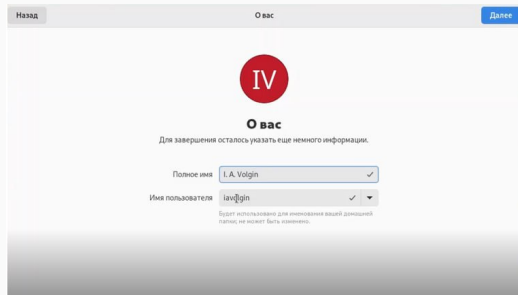 Назад О вас Далее
IV
О вас
Для завершения осталось указать еще немного информации.
Полное имя I. A. Volgin
Имя пользователя iavolgin
Будет использовано для именования вашей домашней
папки; не может быть изменено.